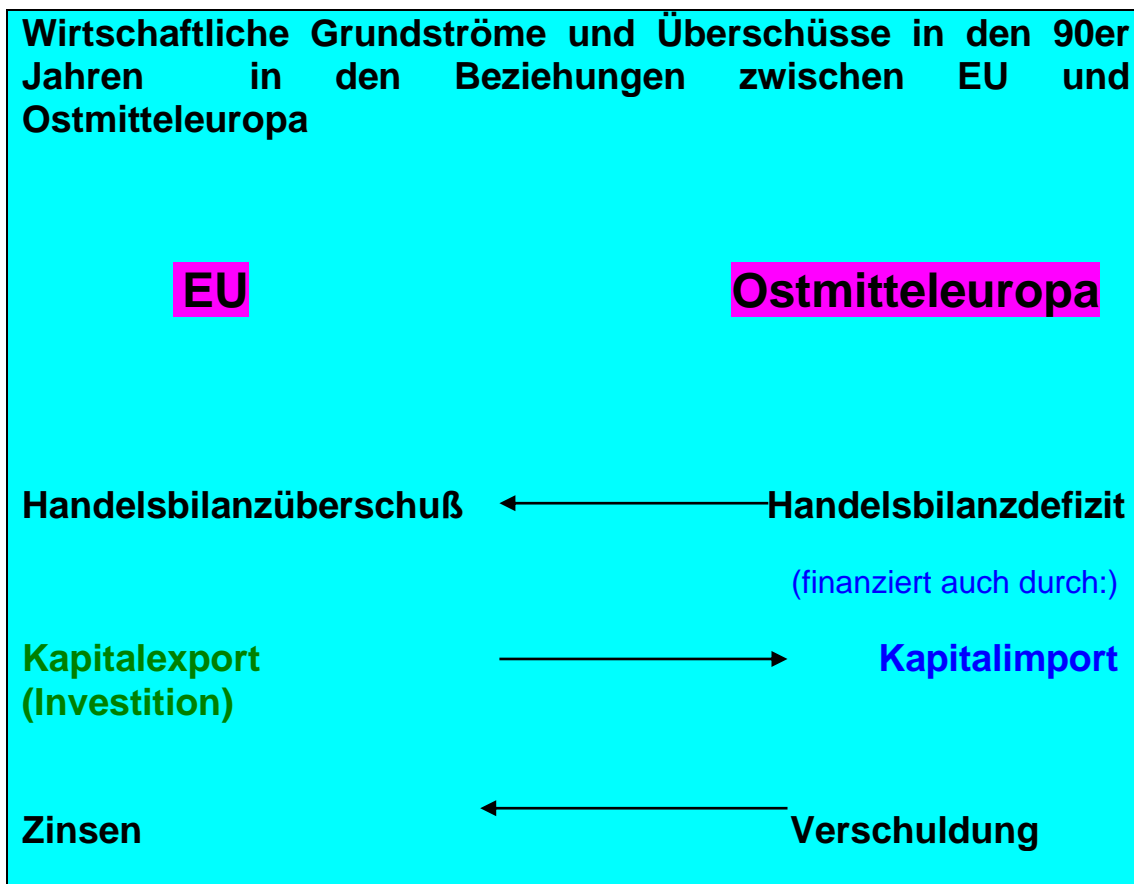 Wirtschaftliche Grundströme und Überschüsse in den 90er
Jahren in den Beziehungen zwischen EU und
Ostmitteleuropa
EU Ostmitteleuropa
Handelsbilanzüberschuß Handelsbilanzdefizit
(finanziert auch durch:)
Kapitalexport Kapitalimport
(Investition)
Zinsen Verschuldung